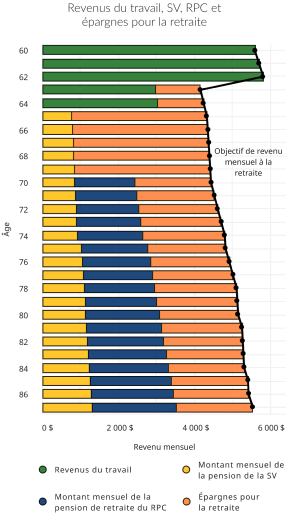 Revenus du travail, SV, RPC et
épargnes pour la retraite
60
62
64
66
68
70
72
74
76
78
80
82
84
86
Âge
Objectif de revenu
mensuel à la
retraite
0 $
2 000 $
4 000 $
6 000 $
Revenu mensuel
Revenus du travail
Montant mensuel de
la pension de la SV
Montant mensuel de la
pension de retraite du RPC
Épargnes pour
la retraite